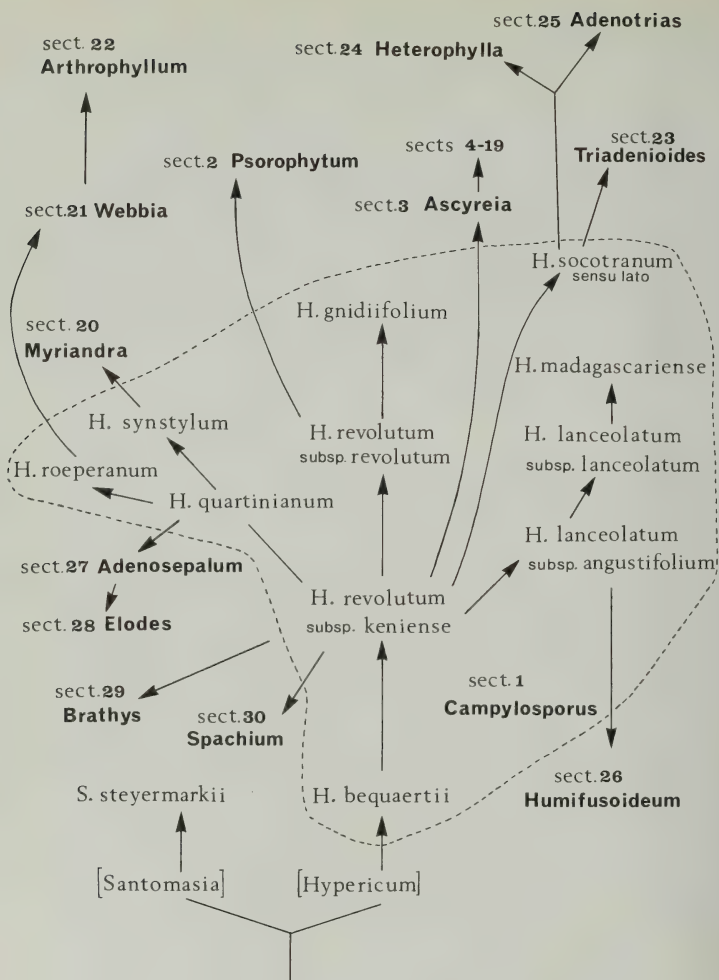 sect.25 Adenotrias
sect. 22
Arthrophyllum
sect.24 Heterophylla
sect.23
Triadenioides
sects 4-19
sect.2 Psorophytum
sect.3 Ascyreia
sect.21 Webbia
H. socotranum
sensu lato
H. gnidiifolium
sect. 20
Myriandra
H. madagascariense
H. synstylum
H. revolutum
subsp. revolutum
H. lanceolatum
subsp. lanceolatum
H. roeperanum
H. quartinianum
H. lanceolatum
subsp. angustifolium
sect.27 Adenosepalum
H. revolutum
subsp. keniense
sect. 28 Elodes
sect.29
Brathys
sect.30
Spachium
sect. 1
Campylosporus
sect.26
Humifusoideum
S. steyermarkii
H. bequaertii
[Santomasia]
[Hypericum]